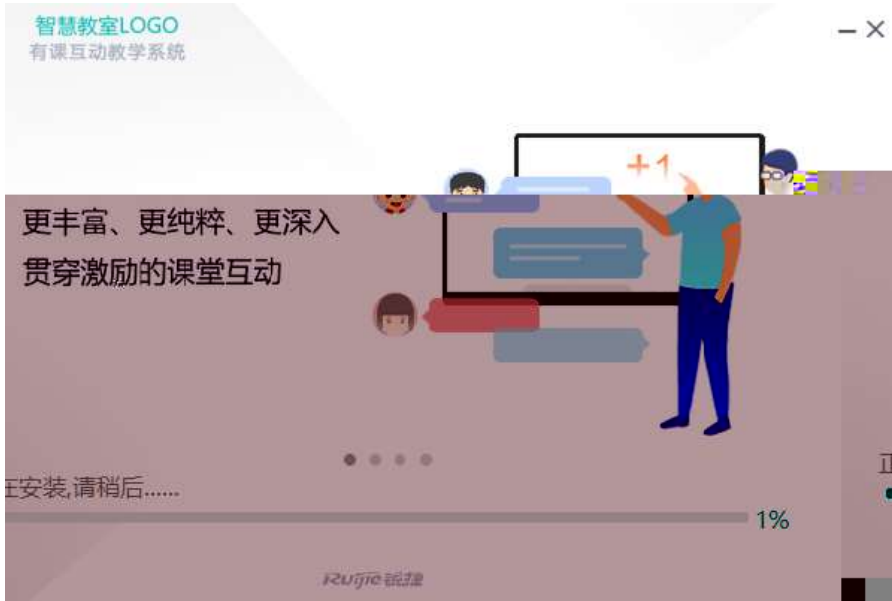 智慧教室LOGO
有课互动教学系统
+1
更丰富、更纯粹、更深入
贯穿激励的课堂互动
正
在安装,请稍后......
1%
Ruijie锐捷